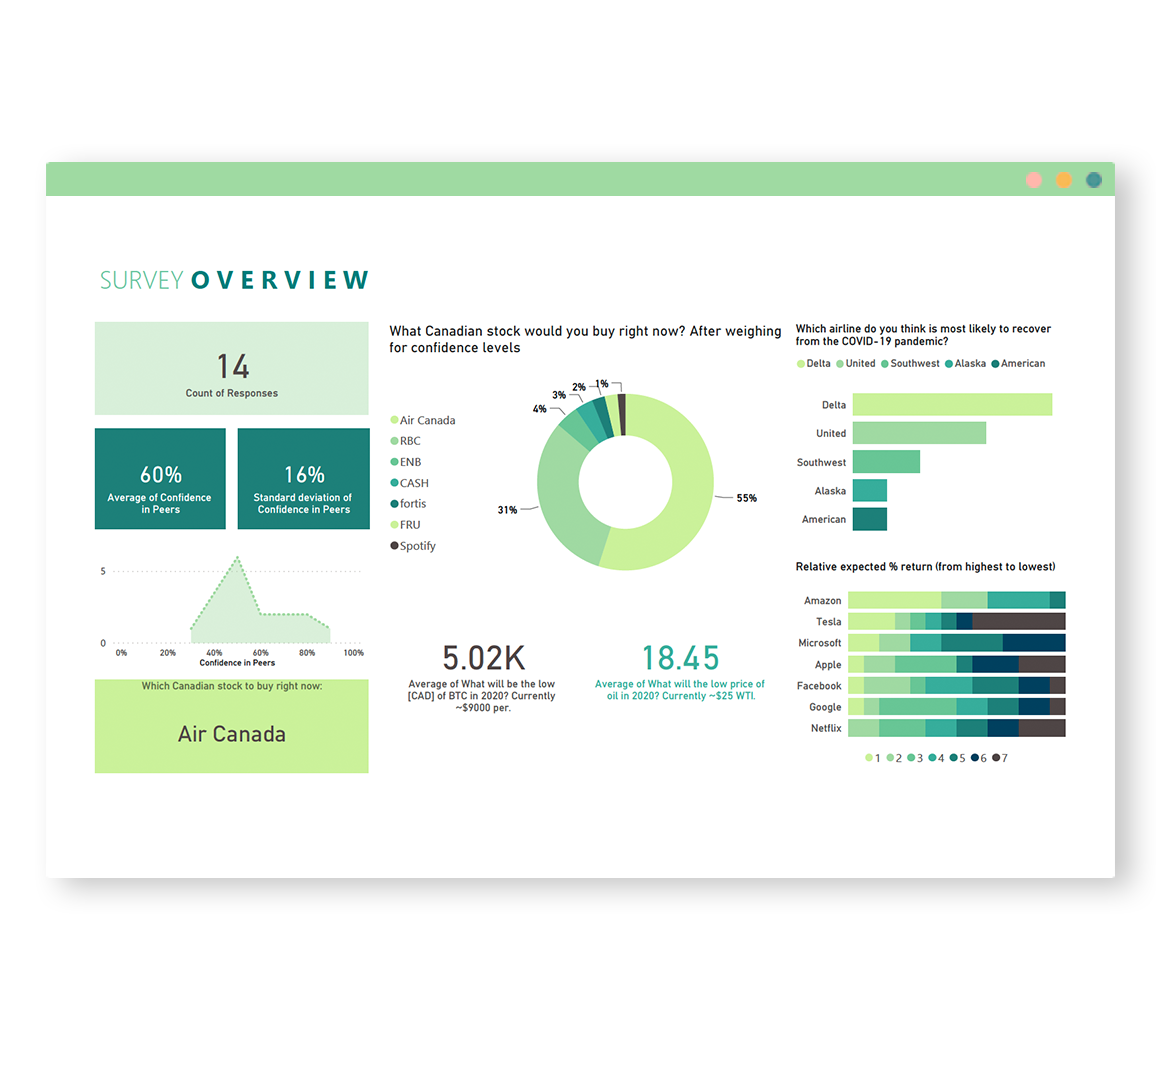 SURVEY OVERVIEW
14
Count of Responses
60%
Average of Confidence
in Peers
16%
Standard deviation of
Confidence in Peers
5
0
0%
20%
40%
60%
80%
100%
Confidence in Peers
Which Canadian stock to buy right now:
Air Canada
What Canadian stock would you buy right now? After weighing
for confidence levels
Air Canada
RBC
ENB
CASH
fortis
FRU
Spotify
1%
2%
3%
4%
31%
55%
5.02K
Average of What will be the low
[CAD] of BTC in 2020? Currently
~$9000 per.
18.45
Average of What will the low price of
oil in 2020? Currently ~$25 WTI.
Which airline do you think is most likely to recover
from the COVID-19 pandemic?
Delta United Southwest Alaska American
Delta
United
Southwest
Alaska
American
Relative expected % return (from highest to lowest)
Amazon
Tesla
Microsoft
Apple
Facebook
Google
Netflix
1 2 3 4 5 6 7